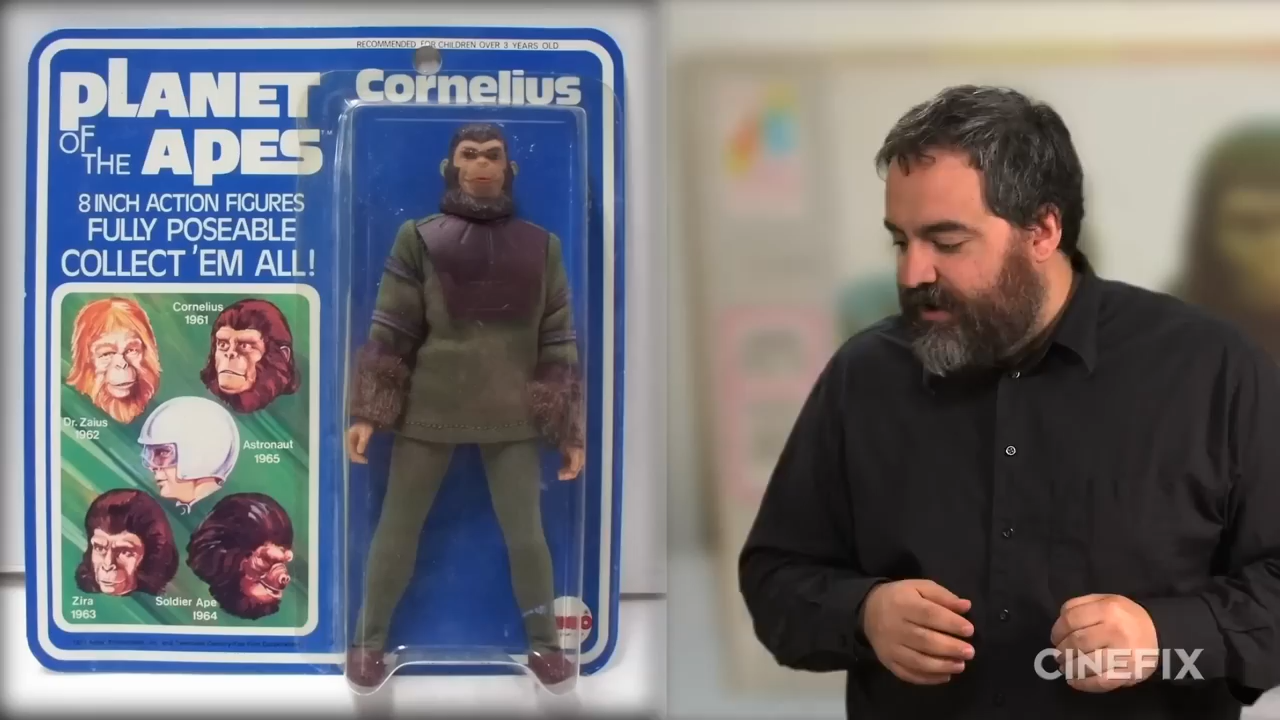 RECOMMENDED FOR CHILDREN OVER 3 YEARS OLD
PLANET
OF
THE
APES
Cornelius
8 INCH ACTION FIGURES
FULLY POSEABLE
COLLECT 'EM ALL!
Cornelius
1961
Dr. Zaius
1962
Astronaut
1965
Zira
1963
Soldier Ape
1964
CINEFIX